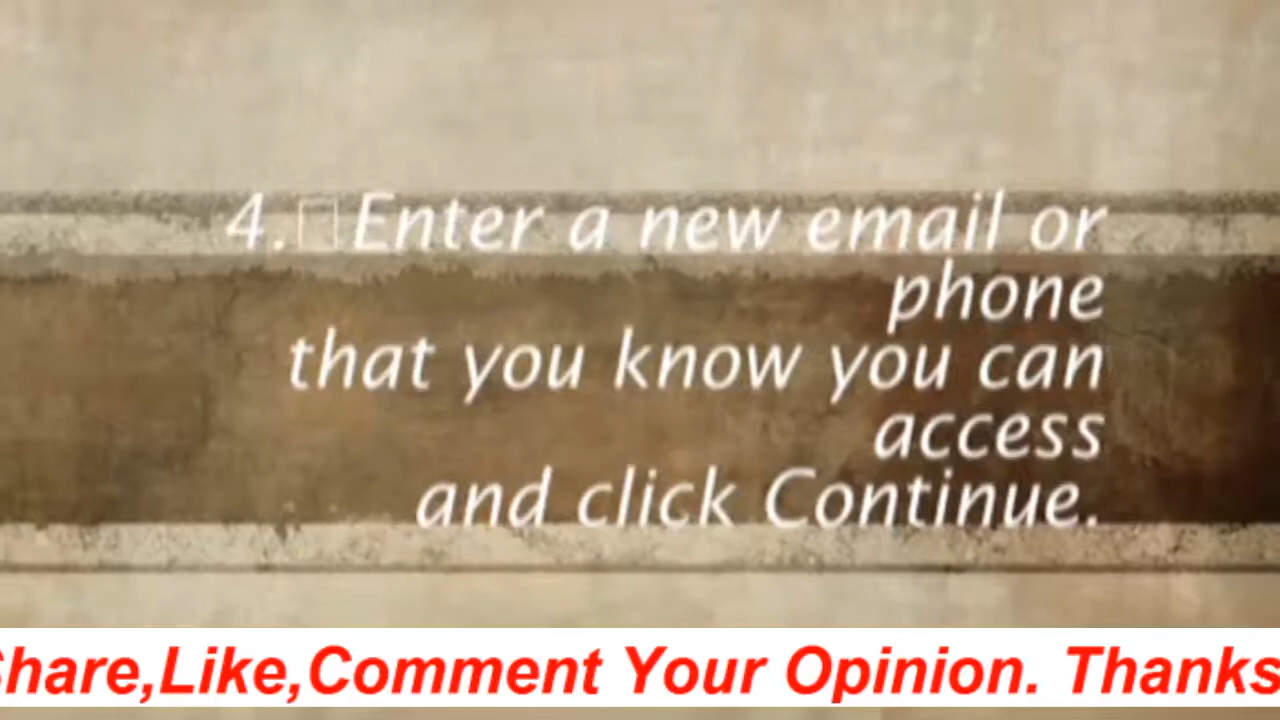 4.□Enter a new email or
phone
that you know you can
access
and click Continue.
Share,Like,Comment Your Opinion. Thanks